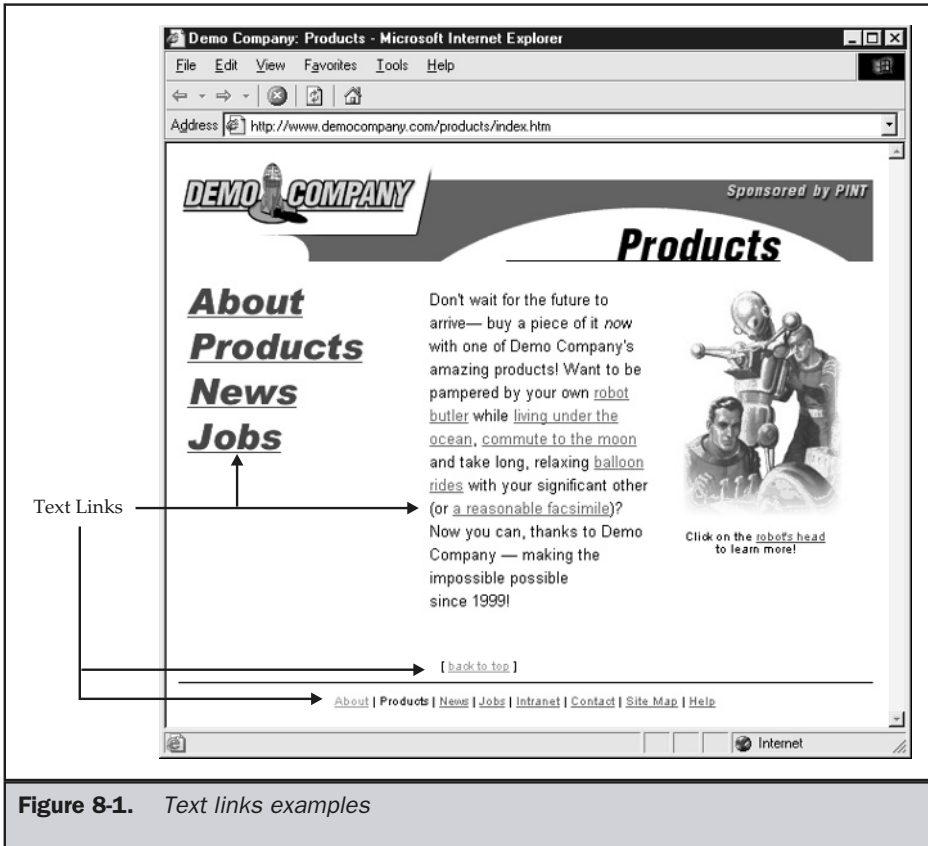 Demo Company: Products - Microsoft Internet Explorer
File Edit View Favorites Tools Help
Address http://www.democompany.com/products/index.htm
DEMO COMPANY
Sponsored by PINT
Products
About
Products
News
Jobs
Don't wait for the future to
arrive— buy a piece of it now
with one of Demo Company's
amazing products! Want to be
pampered by your own robot
butler while living under the
ocean, commute to the moon
and take long, relaxing balloon
rides with your significant other
(or a reasonable facsimile)?
Now you can, thanks to Demo
Company — making the
impossible possible
since 1999!
Click on the robot's head
to learn more!
Text Links
[ back to top ]
About | Products | News | Jobs | Intranet | Contact | Site Map | Help
Internet
Figure 8-1. Text links examples